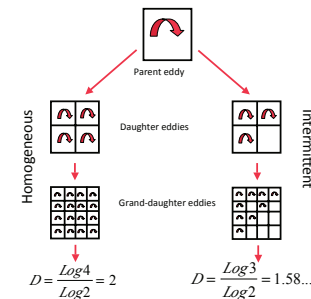 Parent eddy
Homogeneous
Daughter eddies
Intermittent
Grand-daughter eddies
D = Log4 / Log2 = 2
D = Log3 / Log2 = 1.58...